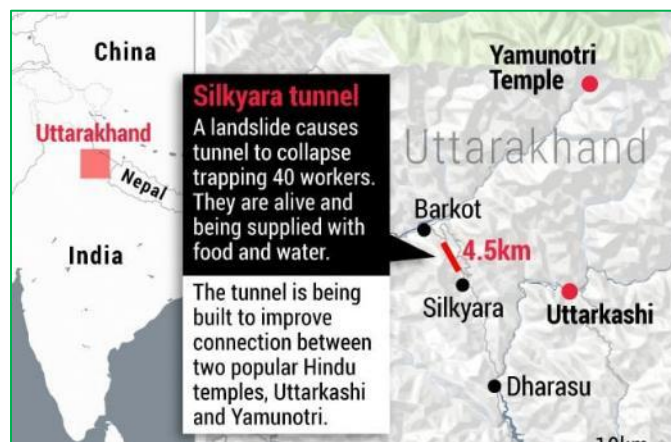 China
Uttarakhand
Nepal
India
Silkyara tunnel
A landslide causes
tunnel to collapse
trapping 40 workers.
They are alive and
being supplied with
food and water.
The tunnel is being
built to improve
connection between
two popular Hindu
temples, Uttarkashi
and Yamunotri.
Yamunotri
Temple
Uttarakhand
Barkot
4.5km
Silkyara
Uttarkashi
Dharasu